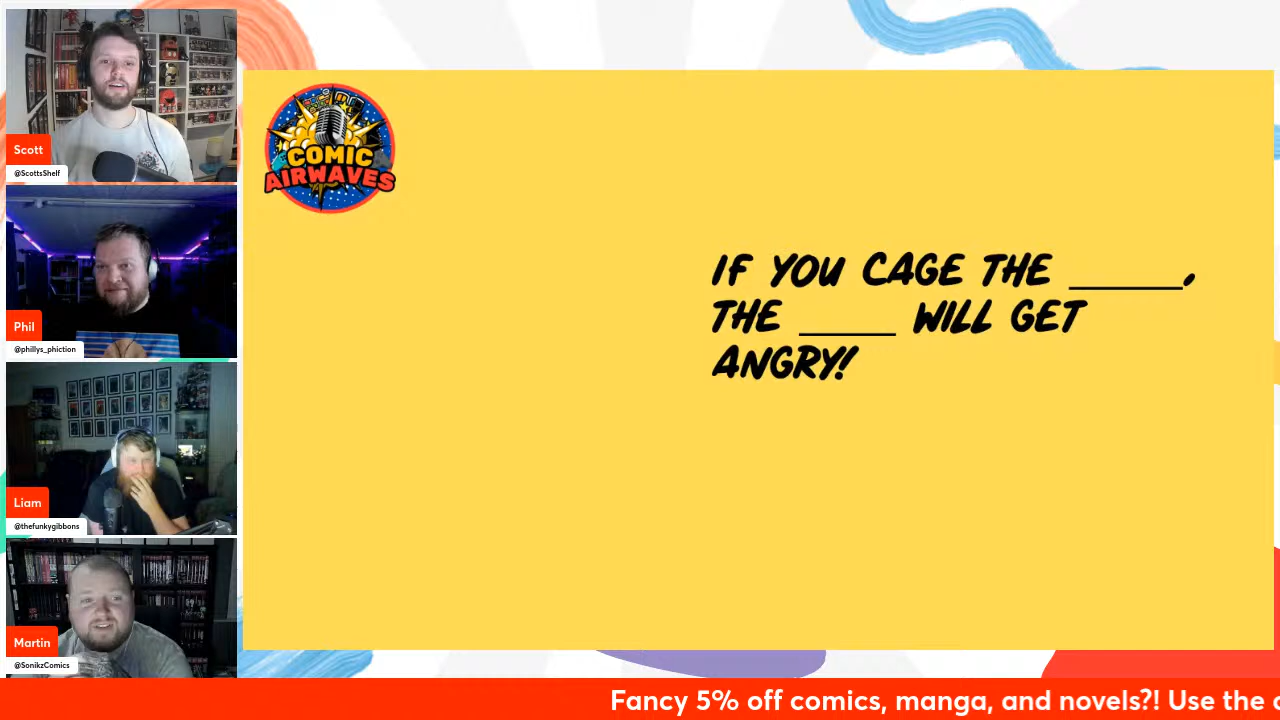 Scott
@ScottsShelf
Phil
@phillys_phiction
Liam
@thefunkygibbons
Martin
@SonikzComics
COMIC
AIRWAVES
IF YOU CAGE THE ______,
THE _____ WILL GET
ANGRY!
Fancy 5% off comics, manga, and novels?! Use the